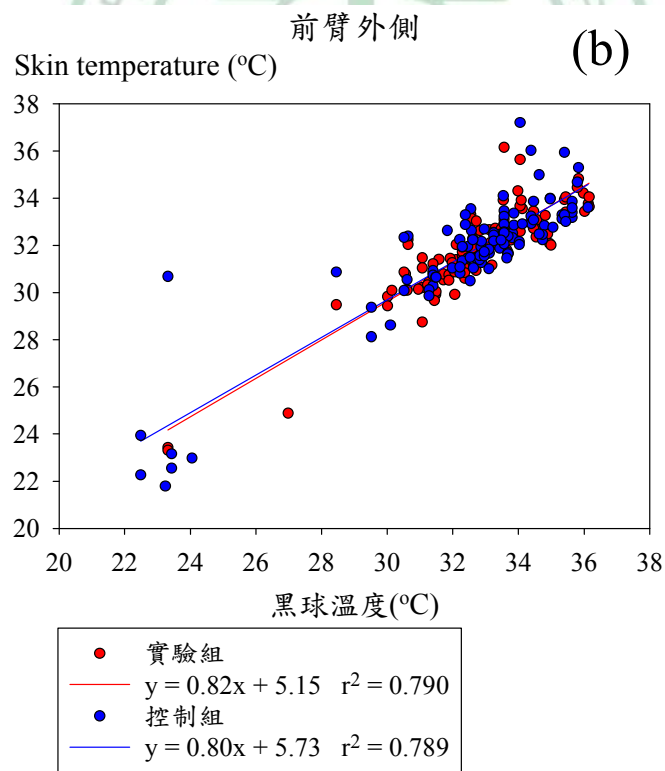 前臂外側
(b)
Skin temperature (°C)
38
36
34
32
30
28
26
24
22
20
20 22 24 26 28 30 32 34 36 38
黑球溫度(°C)
實驗組
y = 0.82x + 5.15 r² = 0.790
控制組
y = 0.80x + 5.73 r² = 0.789